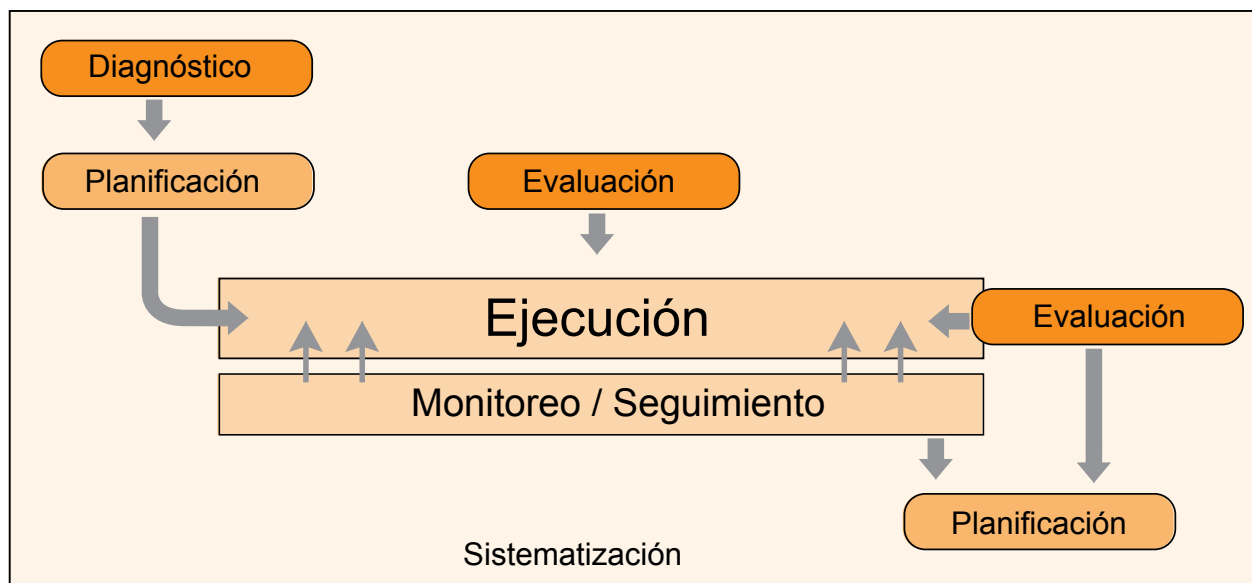 Diagnóstico
Planificación
Evaluación
Ejecución
Evaluación
Monitoreo / Seguimiento
Planificación
Sistematización